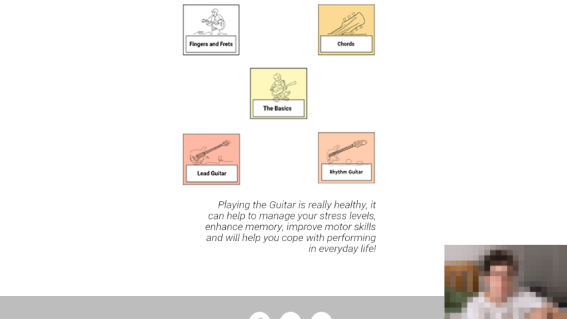 Fingers and Frets
Chords
The Basics
Lead Guitar
Rhythm Guitar
Playing the Guitar is really healthy, it
can help to manage your stress levels,
enhance memory, improve motor skills
and will help you cope with performing
in everyday life!